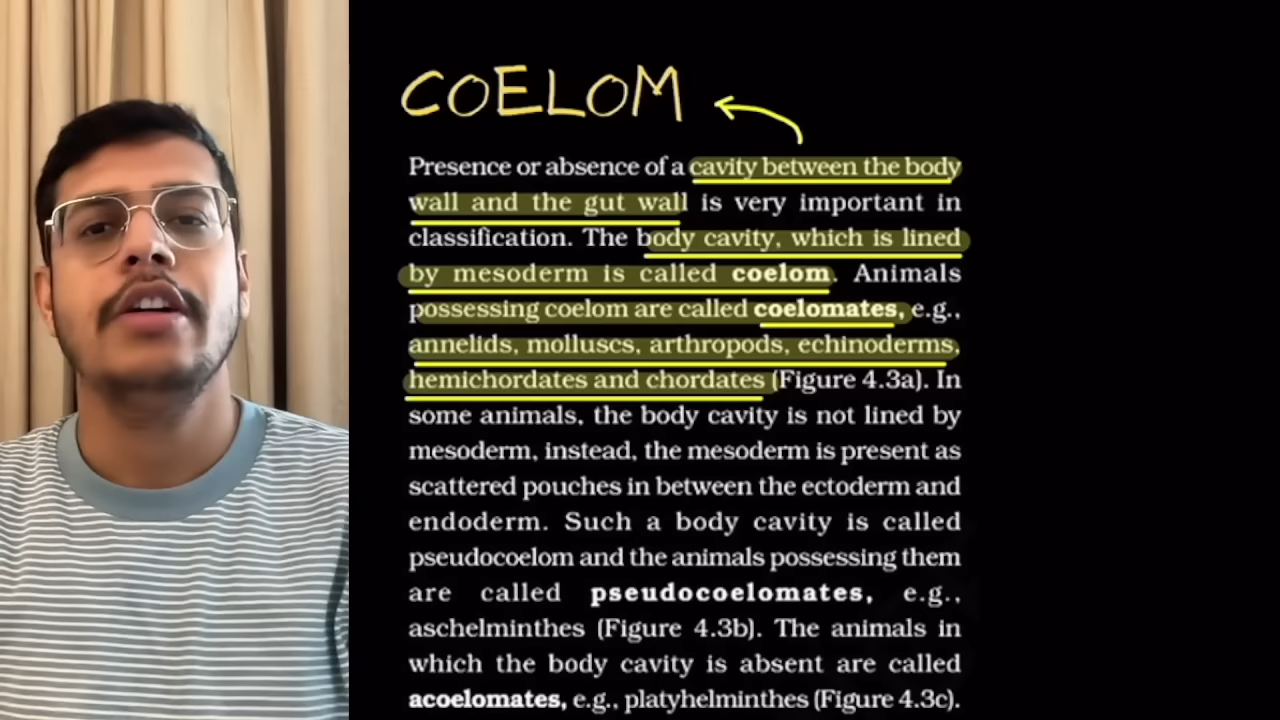 COELOM
Presence or absence of a cavity between the body
wall and the gut wall is very important in
classification. The body cavity, which is lined
by mesoderm is called coelom. Animals
possessing coelom are called coelomates, e.g.,
annelids, molluscs, arthropods, echinoderms,
hemichordates and chordates (Figure 4.3a). In
some animals, the body cavity is not lined by
mesoderm, instead, the mesoderm is present as
scattered pouches in between the ectoderm and
endoderm. Such a body cavity is called
pseudocoelom and the animals possessing them
are called pseudocoelomates, e.g.,
aschelminthes (Figure 4.3b). The animals in
which the body cavity is absent are called
acoelomates, e.g., platyhelminthes (Figure 4.3c).